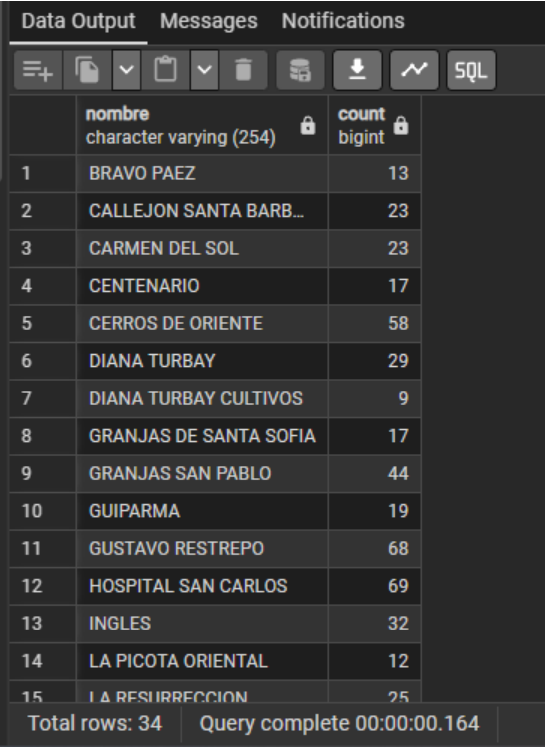 Data Output Messages Notifications
SQL
nombre count
character varying (254) bigint
1 BRAVO PAEZ 13
2 CALLEJON SANTA BARB... 23
3 CARMEN DEL SOL 23
4 CENTENARIO 17
5 CERROS DE ORIENTE 58
6 DIANA TURBAY 29
7 DIANA TURBAY CULTIVOS 9
8 GRANJAS DE SANTA SOFIA 17
9 GRANJAS SAN PABLO 44
10 GUIPARMA 19
11 GUSTAVO RESTREPO 68
12 HOSPITAL SAN CARLOS 69
13 INGLES 32
14 LA PICOTA ORIENTAL 12
15 LA RESURRECCION 25
Total rows: 34 Query complete 00:00:00.164